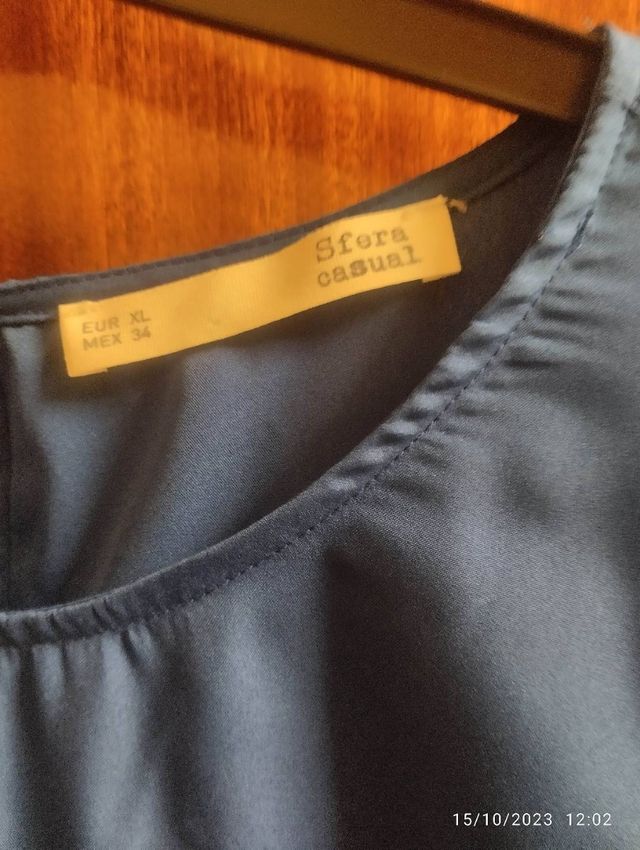 Sfera
casual
EUR XL
MEX 34
15/10/2023 12:02